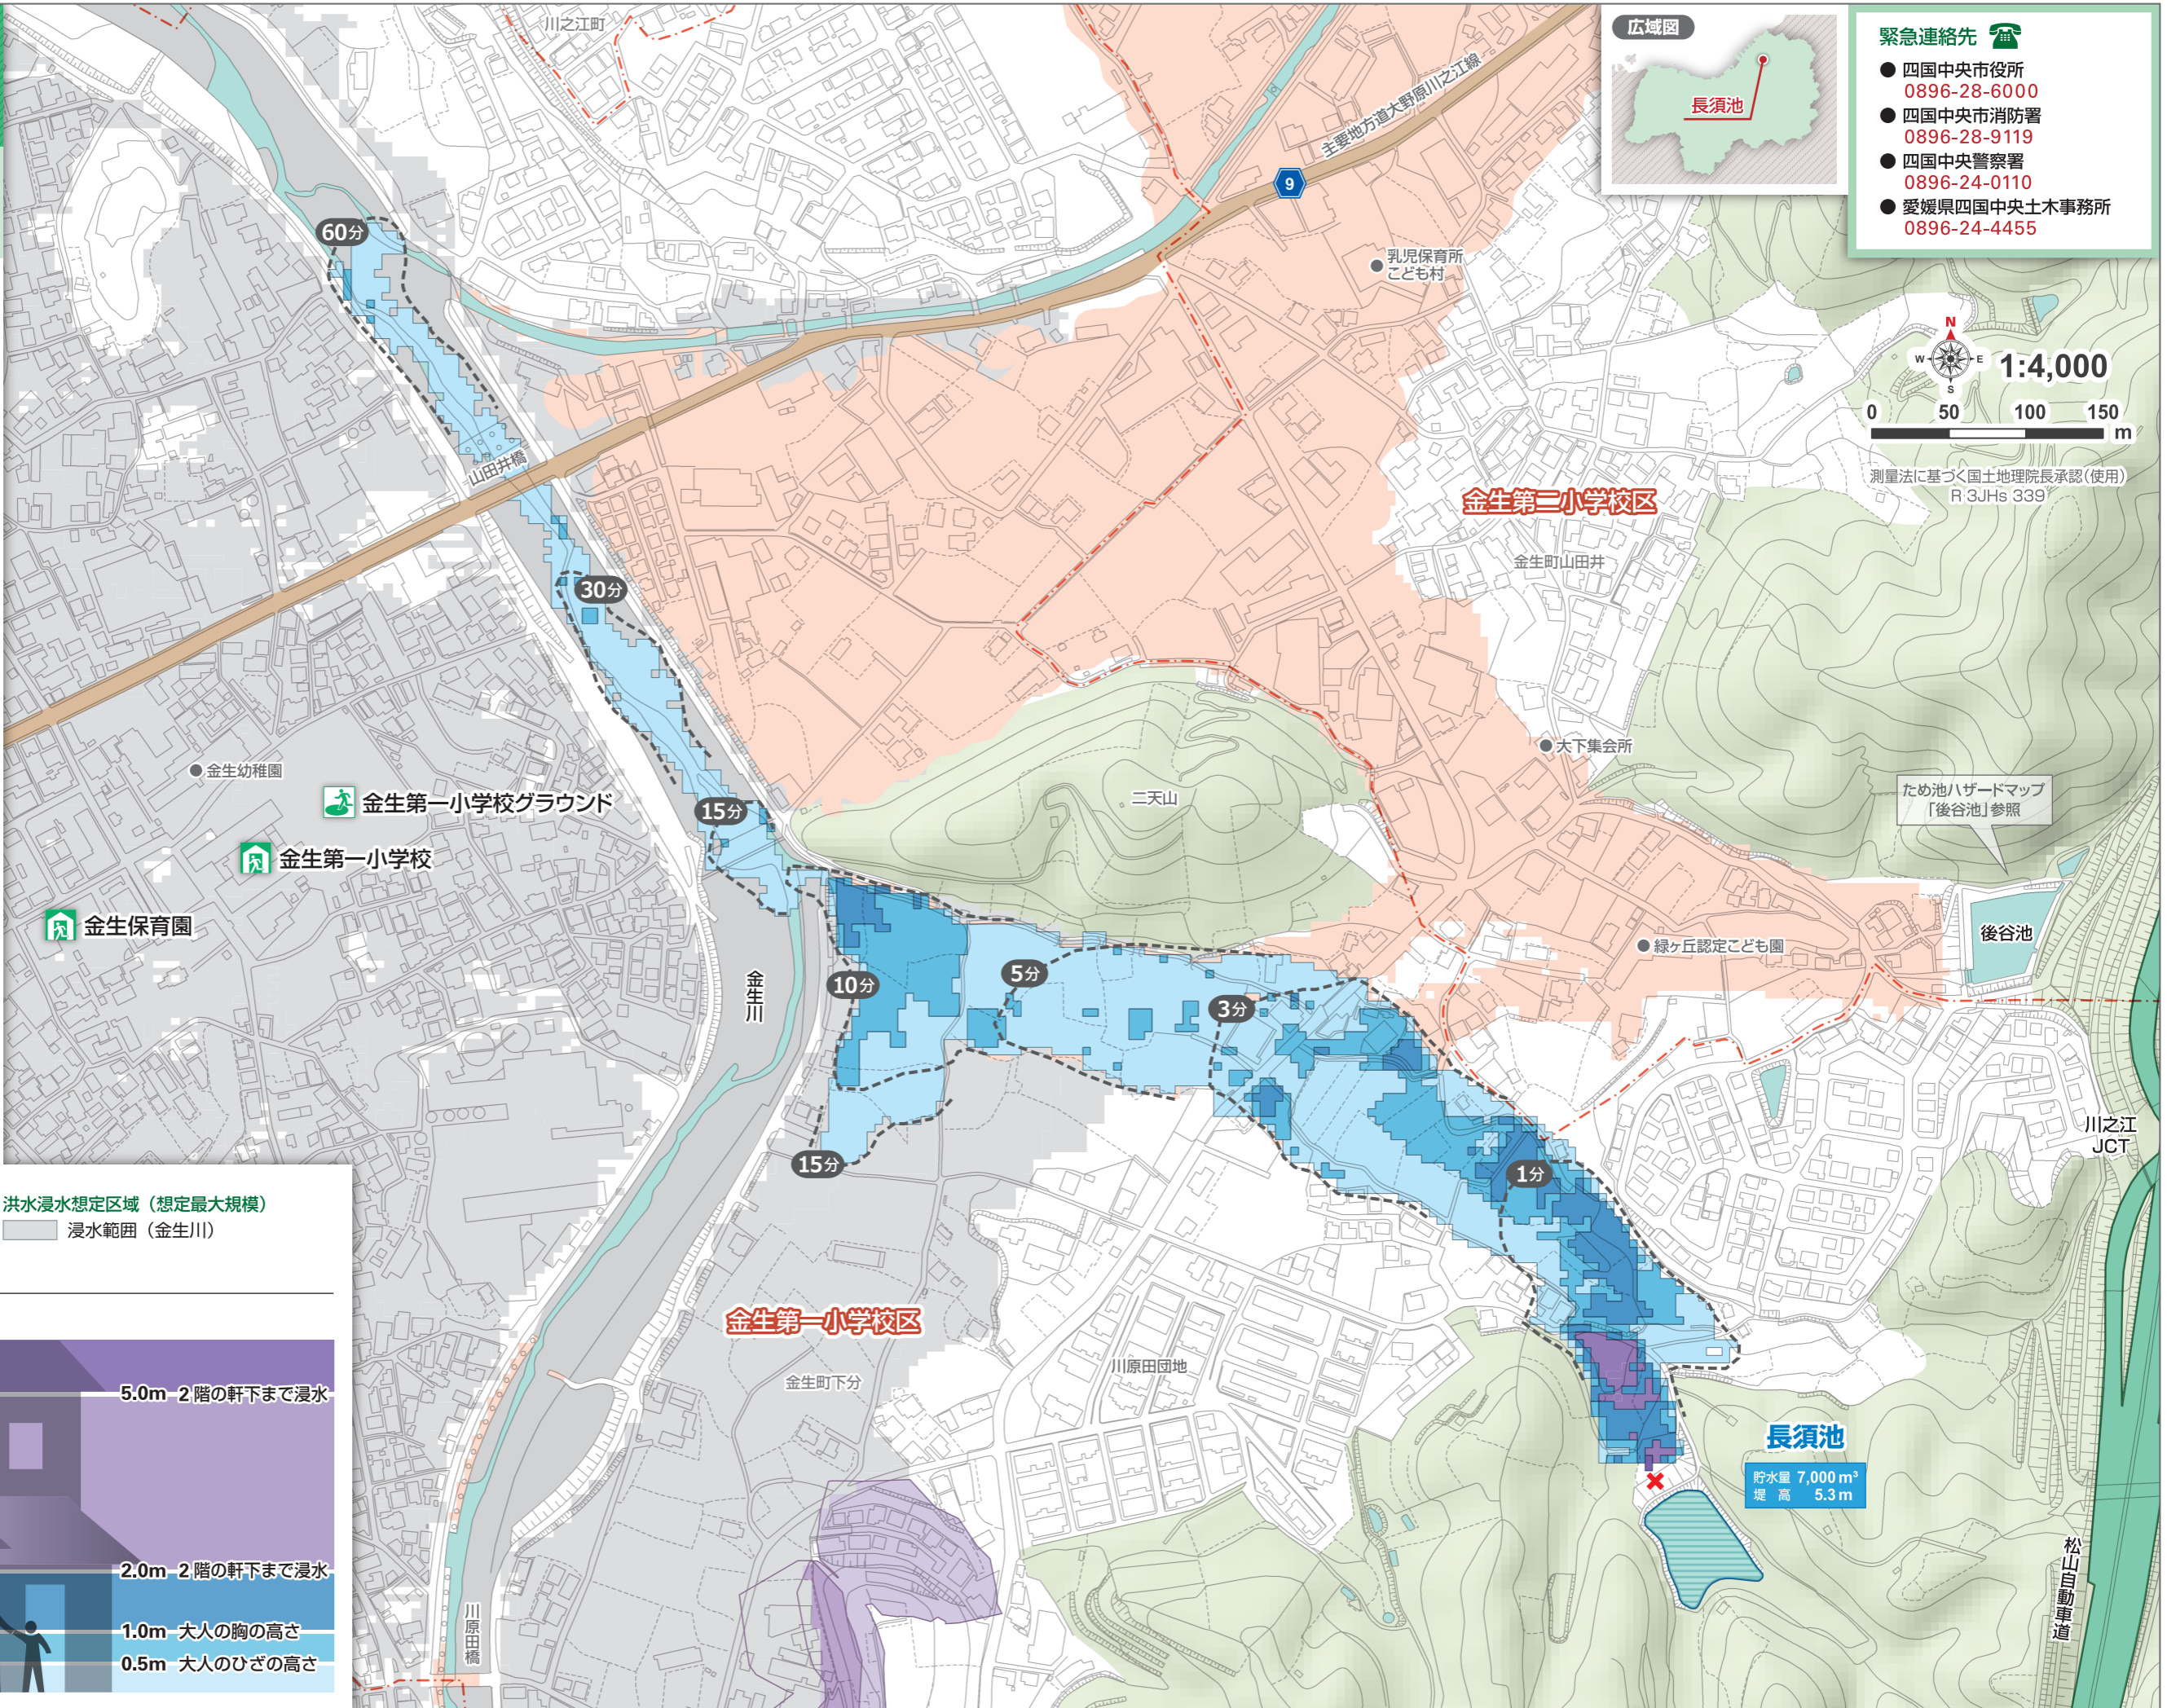 川之江町
主要地方道大野原川之江線
9
広域図
長須池
緊急連絡先
● 四国中央市役所
0896-28-6000
● 四国中央市消防署
0896-28-9119
● 四国中央警察署
0896-24-0110
● 愛媛県四国中央土木事務所
0896-24-4455
60分
乳児保育所
こども村
N
W E
S
1:4,000
0 50 100 150
m
測量法に基づく国土地理院長承認(使用)
R 3JHs 339
山田井橋
金生第二小学校区
金生町山田井
30分
大下集会所
金生幼稚園
金生第一小学校グラウンド
15分
二天山
ため池ハザードマップ
「後谷池」参照
金生第一小学校
金生保育園
後谷池
緑ヶ丘認定こども園
金生川
10分
5分
3分
川之江
JCT
15分
1分
洪水浸水想定区域（想定最大規模）
浸水範囲（金生川）
金生第一小学校区
金生町下分
川原田団地
5.0m 2階の軒下まで浸水
長須池
貯水量 7,000m³
堤高 5.3m
2.0m 2階の軒下まで浸水
1.0m 大人の胸の高さ
0.5m 大人のひざの高さ
川原田橋
松山自動車道